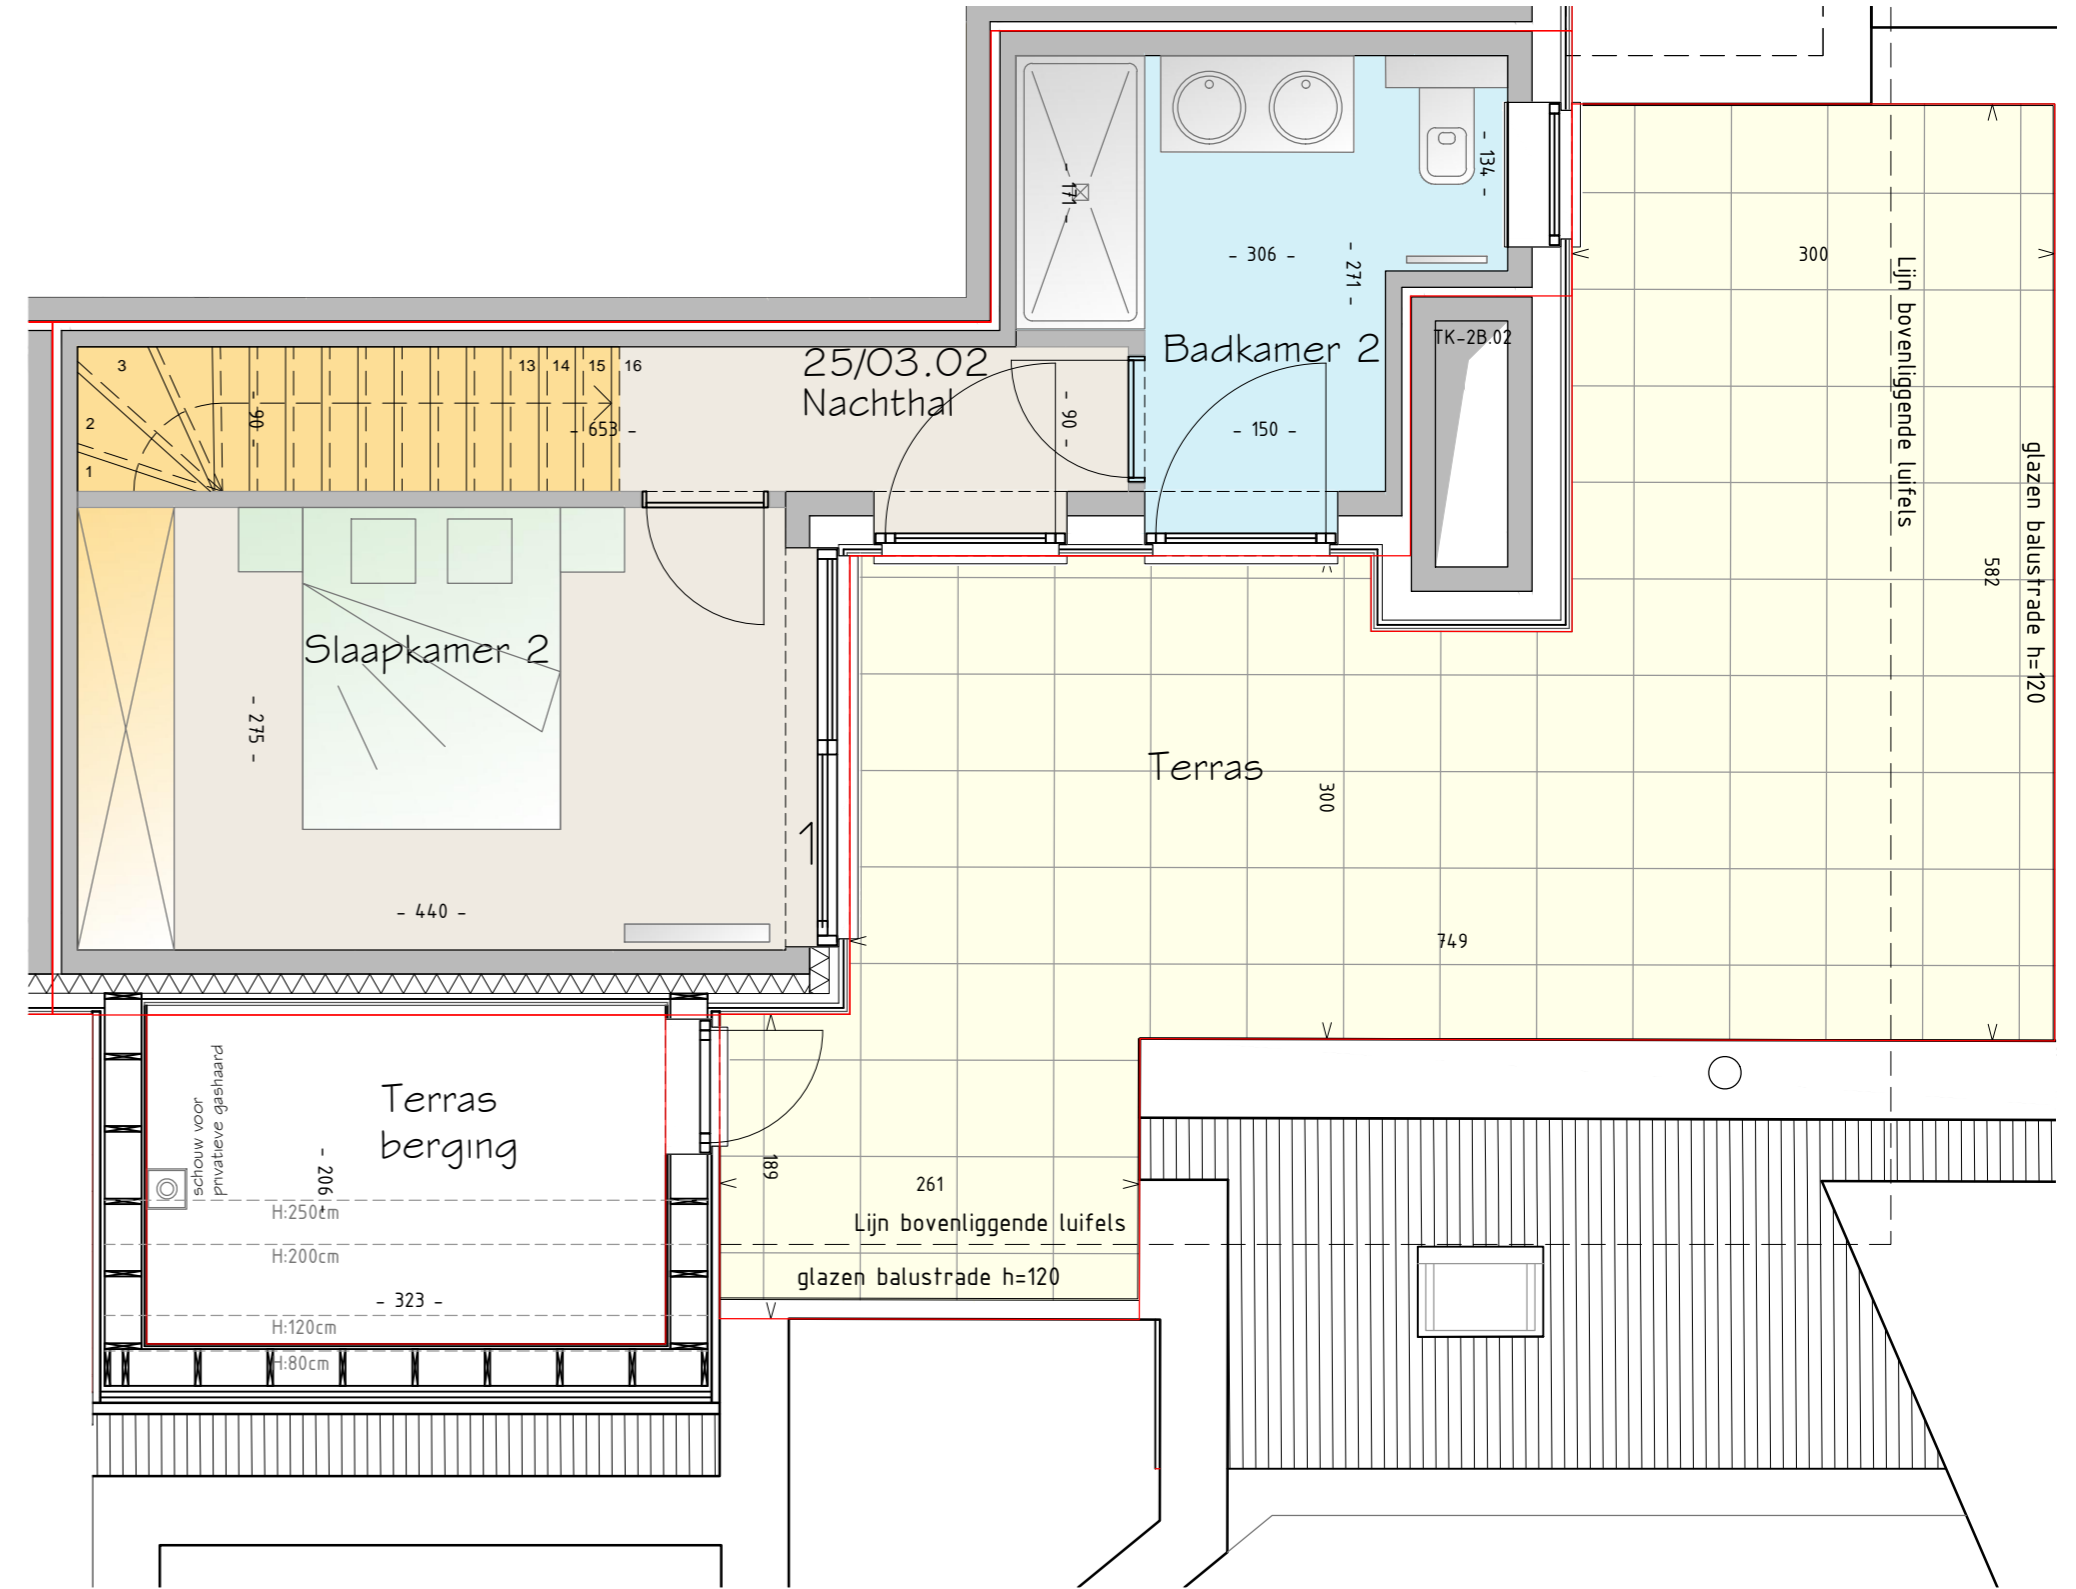 - 134 -
- 171 -
- 306 -
- 271 -
300
Lijn bovenliggende luifels
TK-2B.02
Badkamer 2
25/03.02
Nachthal
3
13
14
15
16
2
1
- 90 -
- 653 -
- 90 -
- 150 -
glazen balustrade h=120
582
Slaapkamer 2
- 275 -
Terras
300
1
- 440 -
749
schouw voor
privatieve gashaard
Terras
berging
- 206 -
189
261
H:250cm
Lijn bovenliggende luifels
H:200cm
glazen balustrade h=120
- 323 -
H:120cm
H:80cm